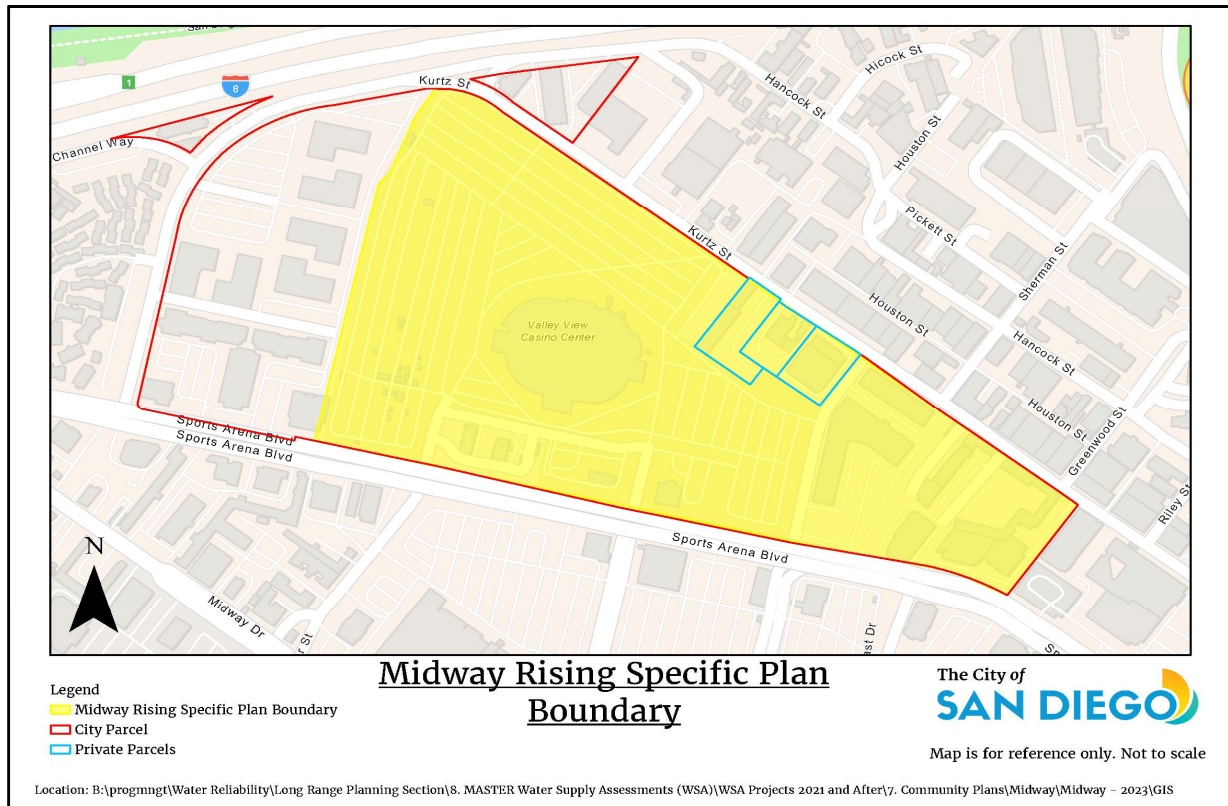 1
8
Kurtz St
Channel Way
Hicock St
Hancock St
Houston St
Pickett St
Sherman St
Kurtz St
Houston St
Hancock St
Houston St
Greenwood St
Riley St
Valley View
Casino Center
Sports Arena Blvd
Sports Arena Blvd
Sports Arena Blvd
Midway Dr
N
Midway Rising Specific Plan
Boundary
Legend
Midway Rising Specific Plan Boundary
City Parcel
Private Parcels
The City of
SAN DIEGO
Map is for reference only. Not to scale
Location: B:\progmngt\Water Reliability\Long Range Planning Section\8. MASTER Water Supply Assessments (WSA)\WSA Projects 2021 and After\7. Community Plans\Midway\Midway - 2023\GIS